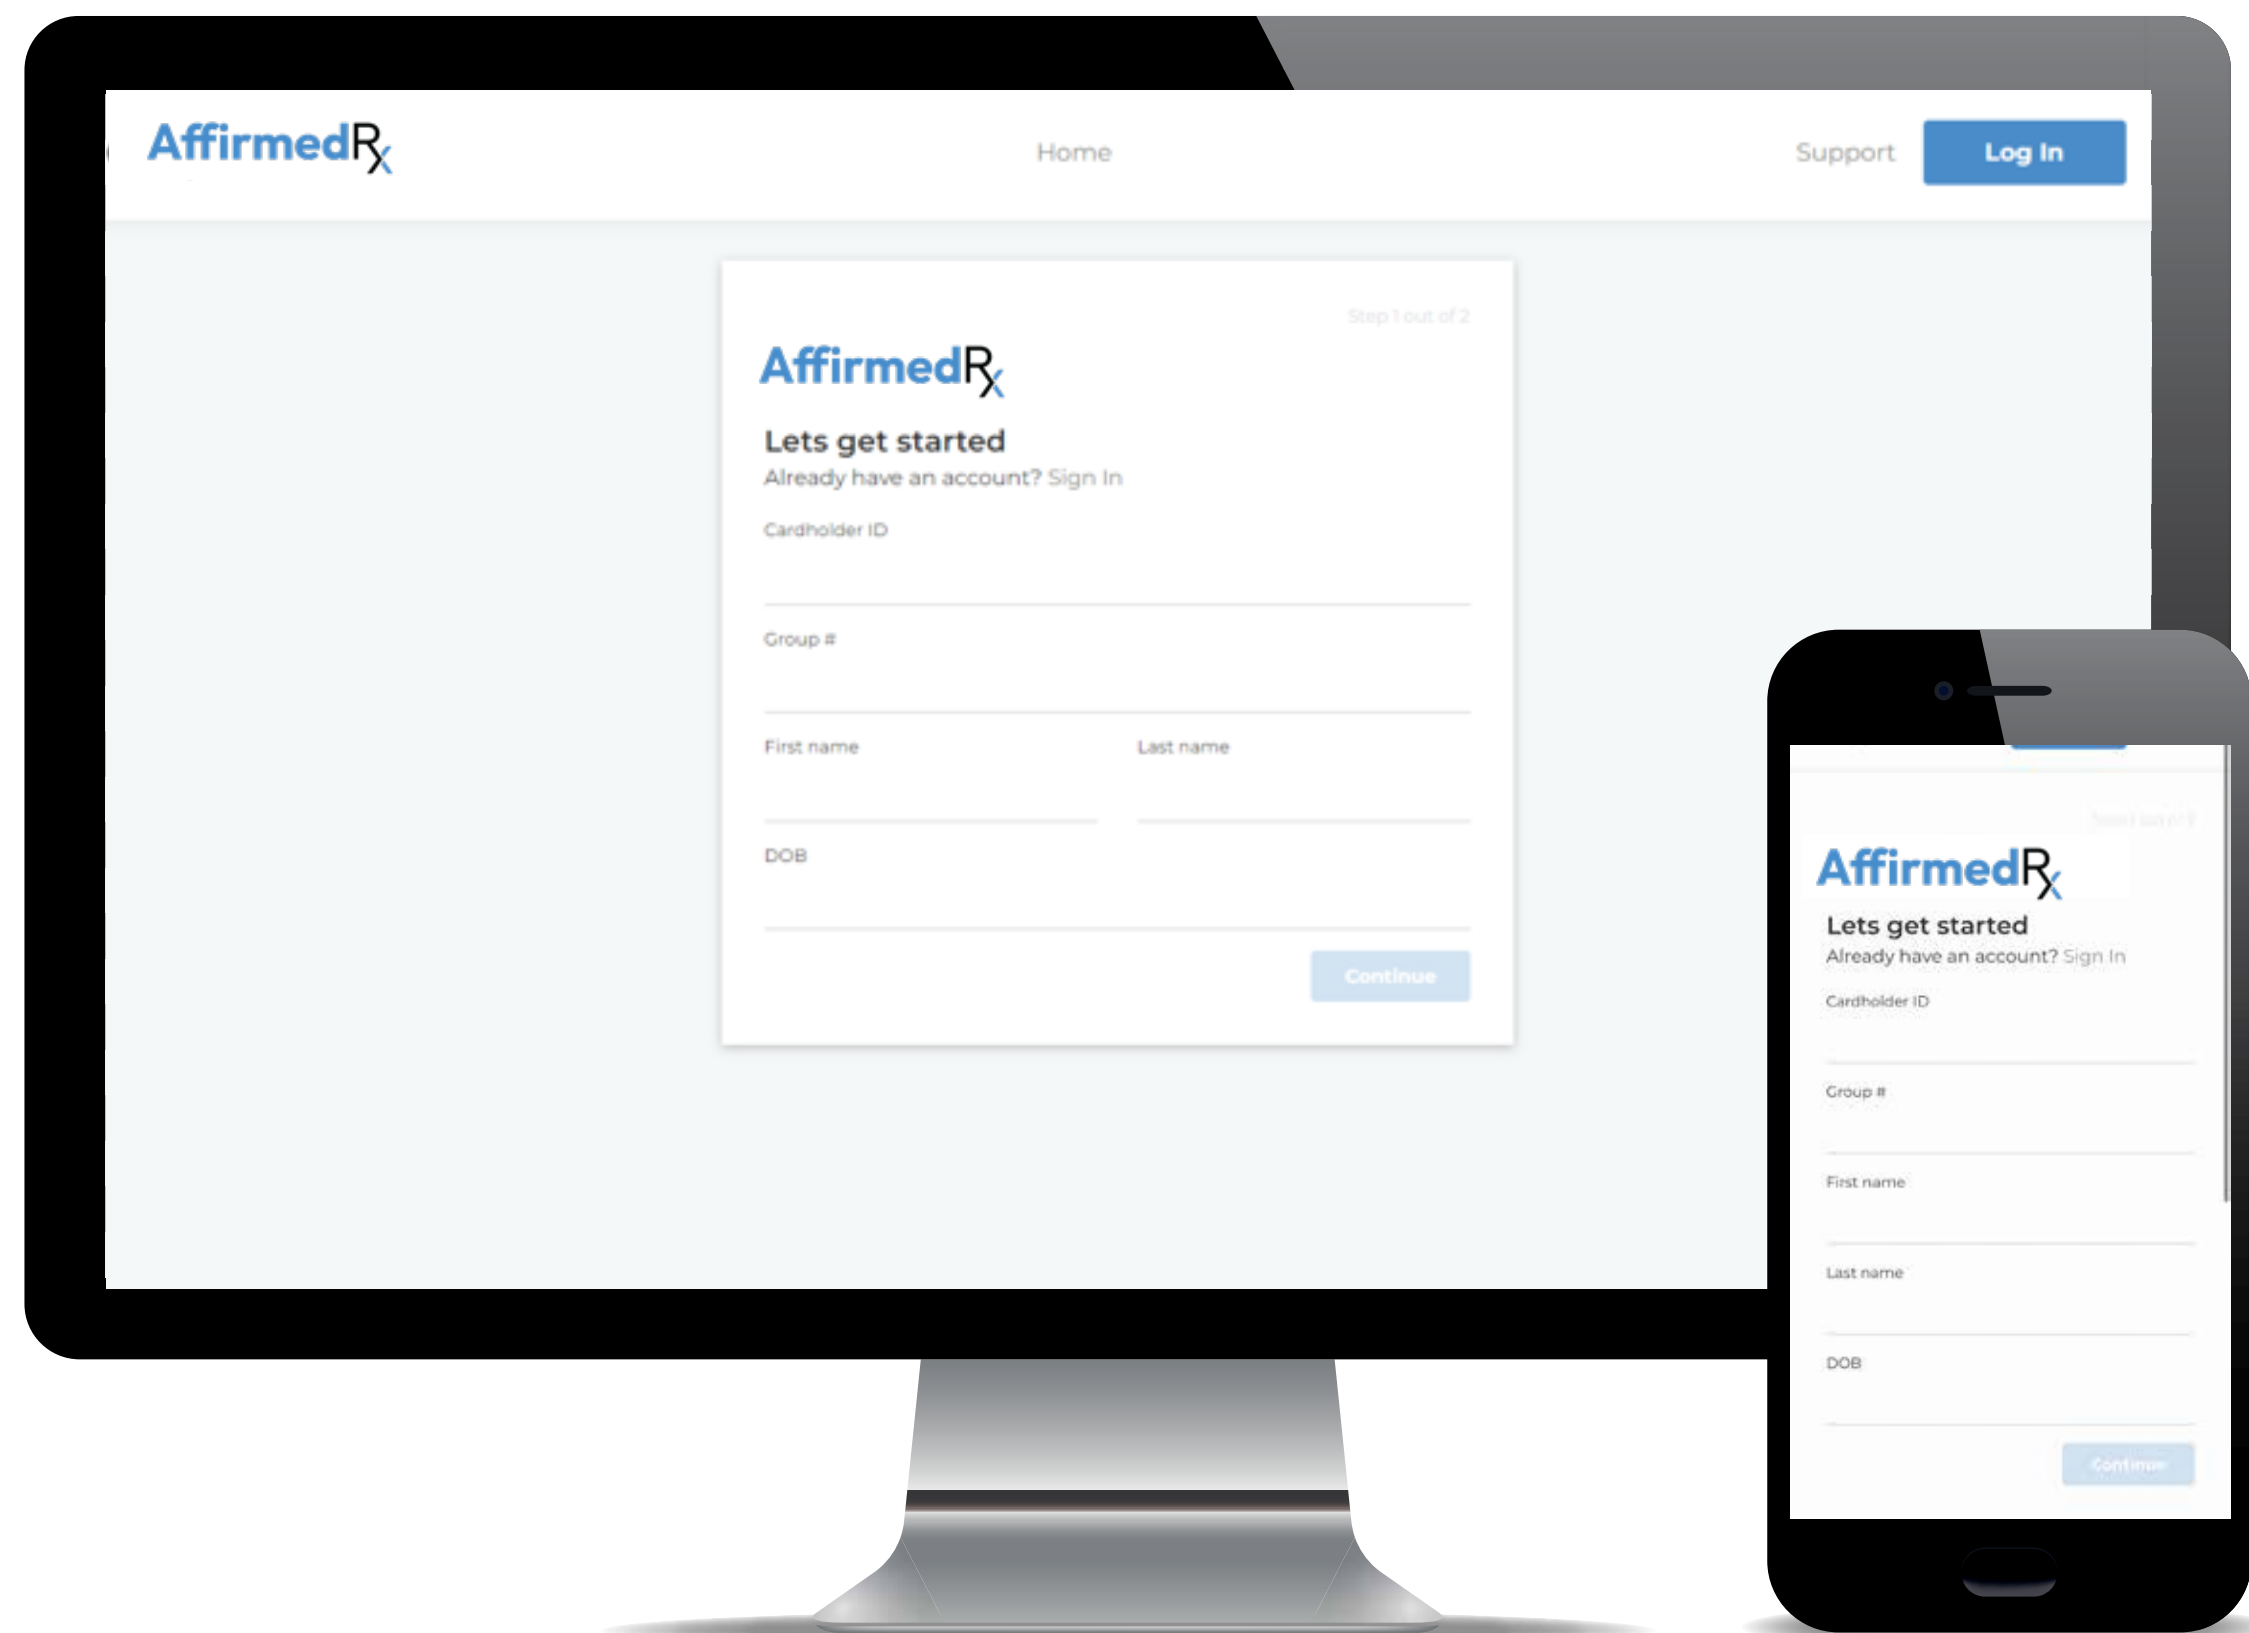 AffirmedRx
Home
Support
Log In
Step 1 out of 2
AffirmedRx
Lets get started
Already have an account? Sign In
Cardholder ID
Group #
First name
Last name
DOB
Continue
AffirmedRx
Lets get started
Already have an account? Sign In
Cardholder ID
Group #
First name
Last name
DOB
Continue